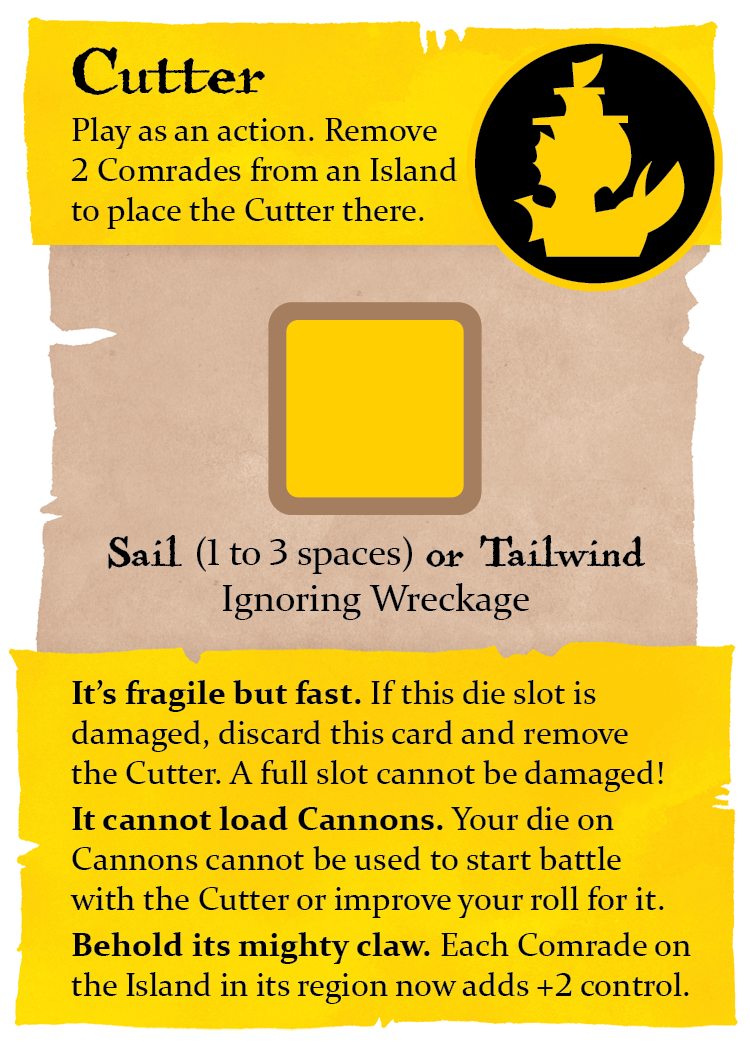 Cutter
Play as an action. Remove
2 Comrades from an Island
to place the Cutter there.
Sail (1 to 3 spaces) or Tailwind
Ignoring Wreckage
It's fragile but fast. If this die slot is
damaged, discard this card and remove
the Cutter. A full slot cannot be damaged!
It cannot load Cannons. Your die on
Cannons cannot be used to start battle
with the Cutter or improve your roll for it.
Behold its mighty claw. Each Comrade on
the Island in its region now adds +2 control.